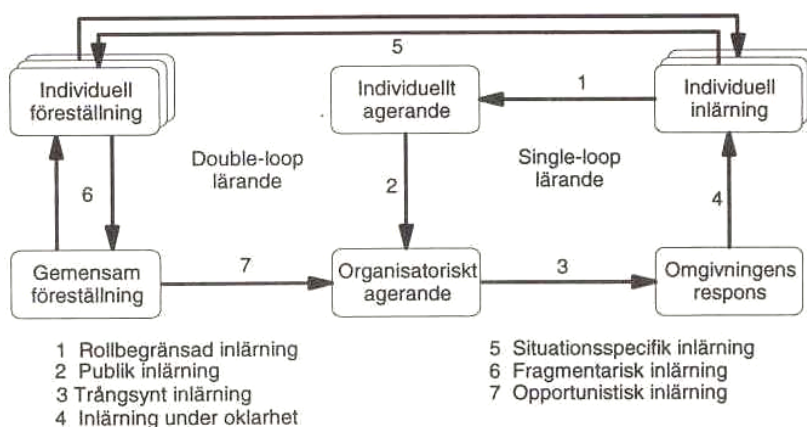 5
Individuell
föreställning
Individuellt
agerande
1
Individuell
inlärning
Double-loop
lärande
Single-loop
lärande
6
2
4
Gemensam
föreställning
7
Organisatoriskt
agerande
3
Omgivningens
respons
1 Rollbegränsad inlärning
2 Publik inlärning
3 Trångsynt inlärning
4 Inlärning under oklarhet
5 Situationsspecifik inlärning
6 Fragmentarisk inlärning
7 Opportunistisk inlärning